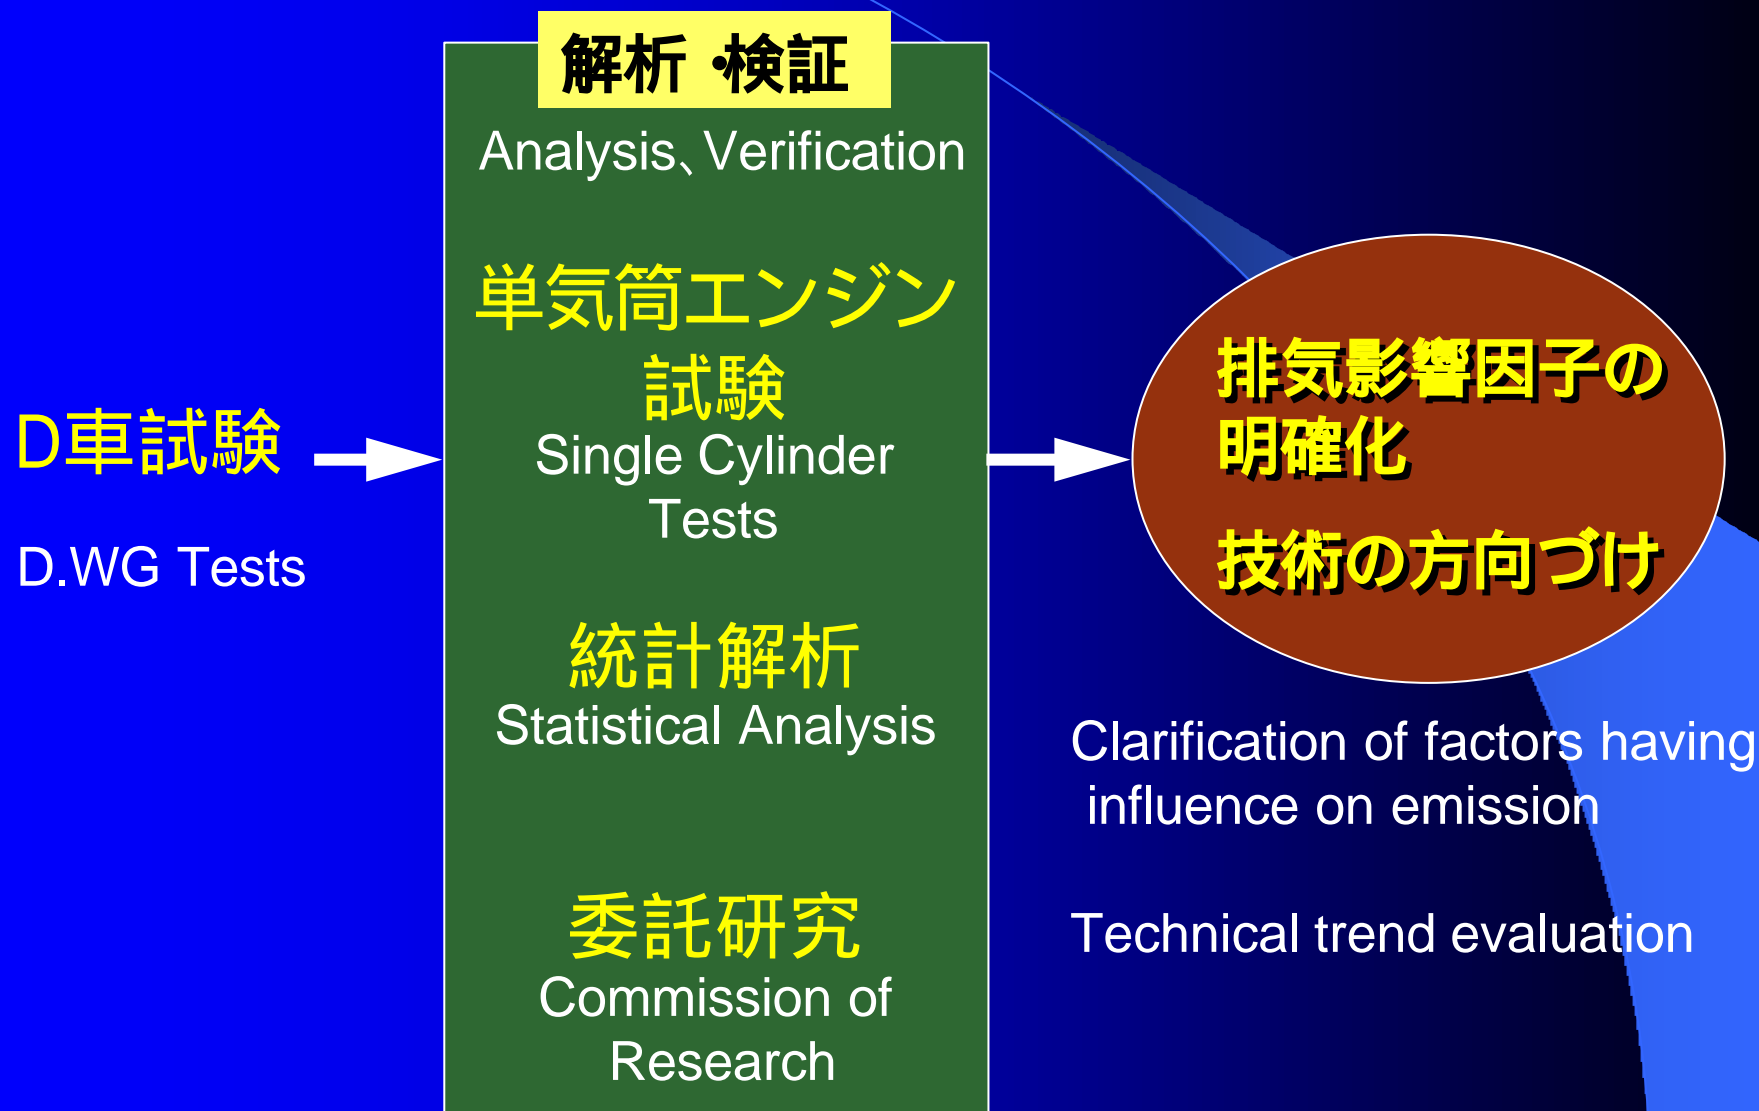 D車試験
D.WG Tests
解析・検証
Analysis、Verification
単気筒エンジン
試験
Single Cylinder
Tests
統計解析
Statistical Analysis
委託研究
Commission of
Research
排気影響因子の
明確化
技術の方向づけ
Clarification of factors having
influence on emission
Technical trend evaluation